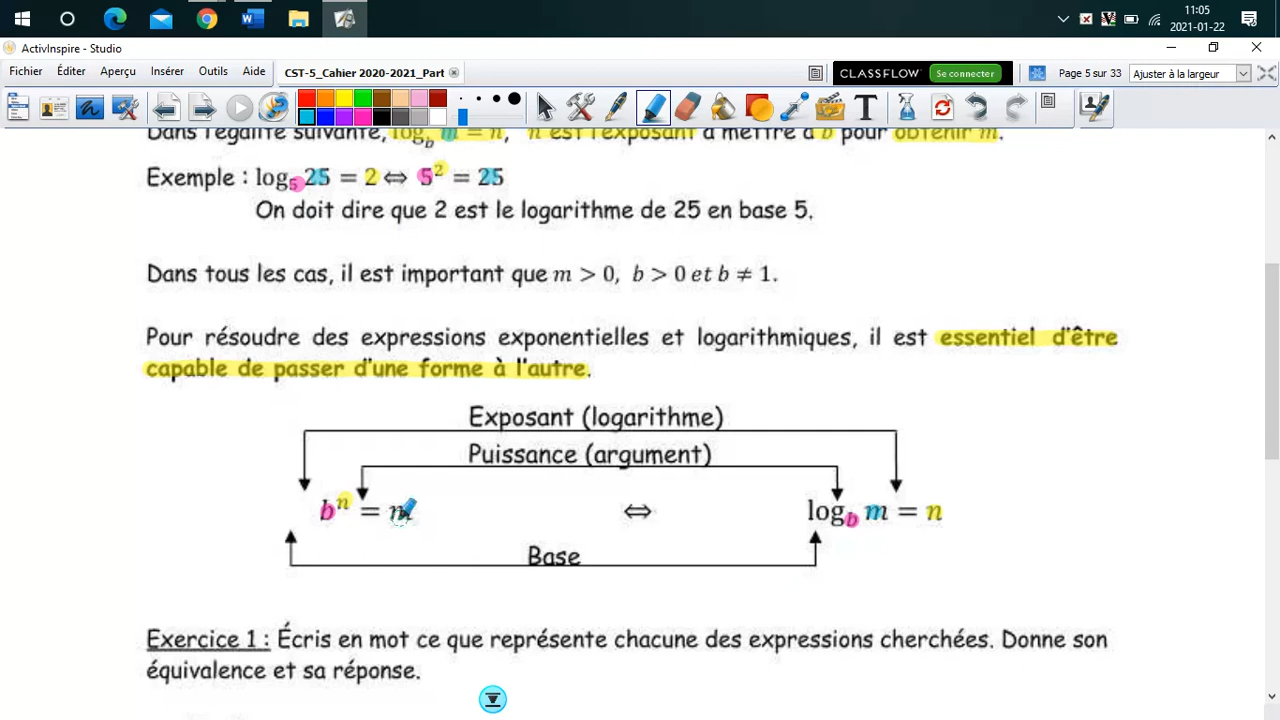 11:05
2021-01-22
ActivInspire - Studio
Fichier Éditer Aperçu Insérer Outils Aide CST-5_Cahier 2020-2021_Part CLASSFLOW Se connecter Page 5 sur 33 Ajuster à la largeur
Dans l'égalité suivante, log_b m = n, n est l'exposant à mettre à b pour obtenir m.
Exemple : log₅ 25 = 2 ⇔ 5² = 25
On doit dire que 2 est le logarithme de 25 en base 5.
Dans tous les cas, il est important que m > 0, b > 0 et b ≠ 1.
Pour résoudre des expressions exponentielles et logarithmiques, il est essentiel d'être
capable de passer d'une forme à l'autre.
Exposant (logarithme)
Puissance (argument)
bⁿ = m ⇔ log_b m = n
Base
Exercice 1 : Écris en mot ce que représente chacune des expressions cherchées. Donne son
équivalence et sa réponse.